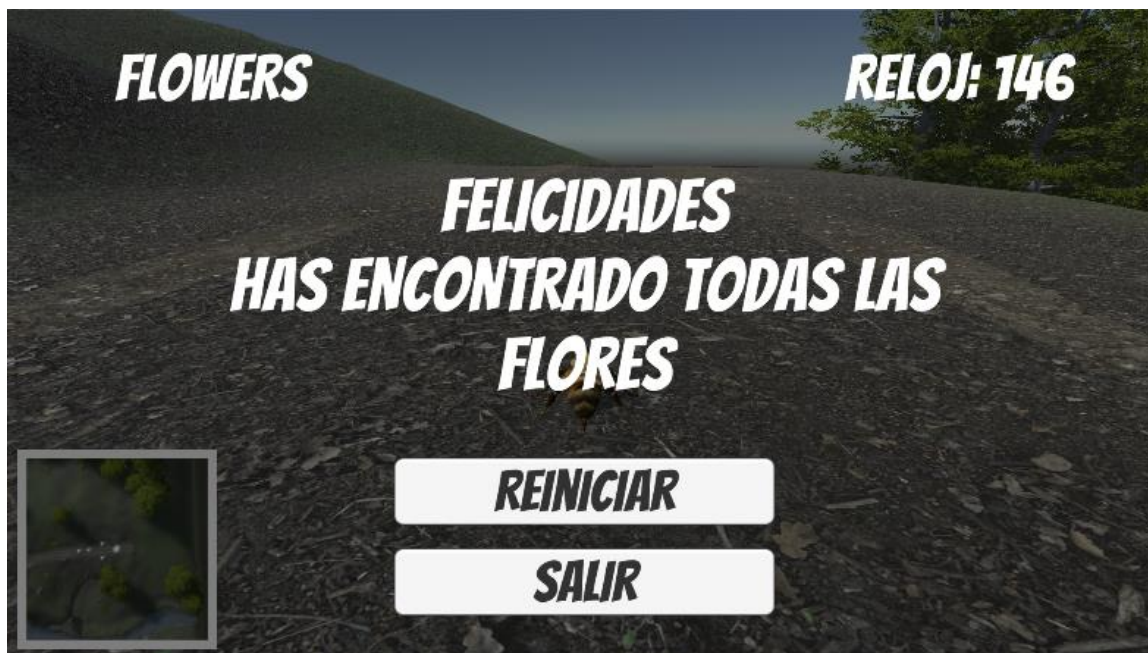 FLOWERS
RELOJ: 146
FELICIDADES
HAS ENCONTRADO TODAS LAS
FLORES
REINICIAR
SALIR